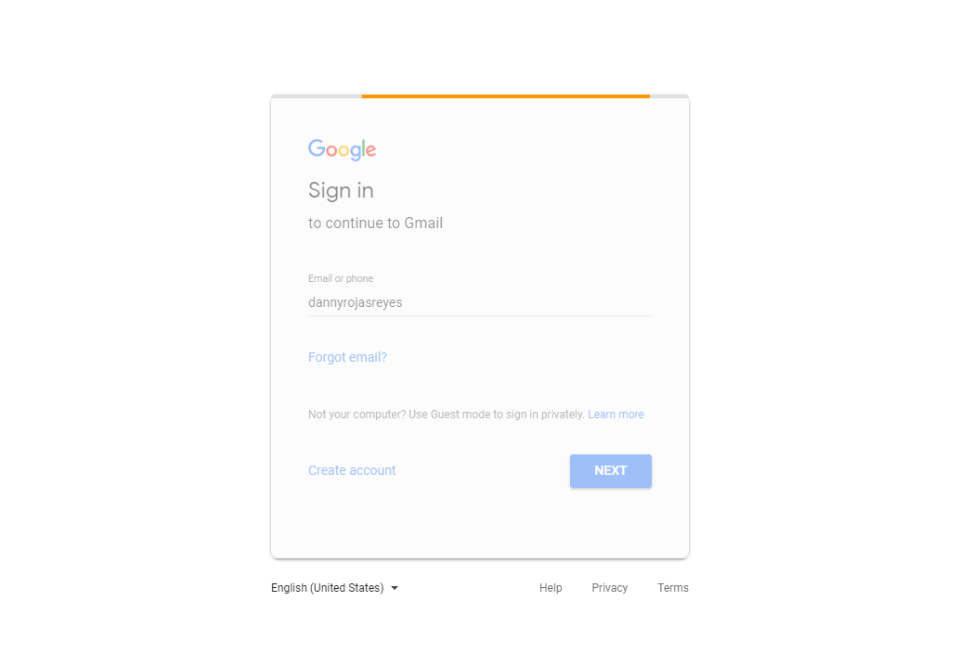 Google
Sign in
to continue to Gmail
Email or phone
dannyrojasreyes
Forgot email?
Not your computer? Use Guest mode to sign in privately. Learn more
Create account
NEXT
English (United States)
Help
Privacy
Terms